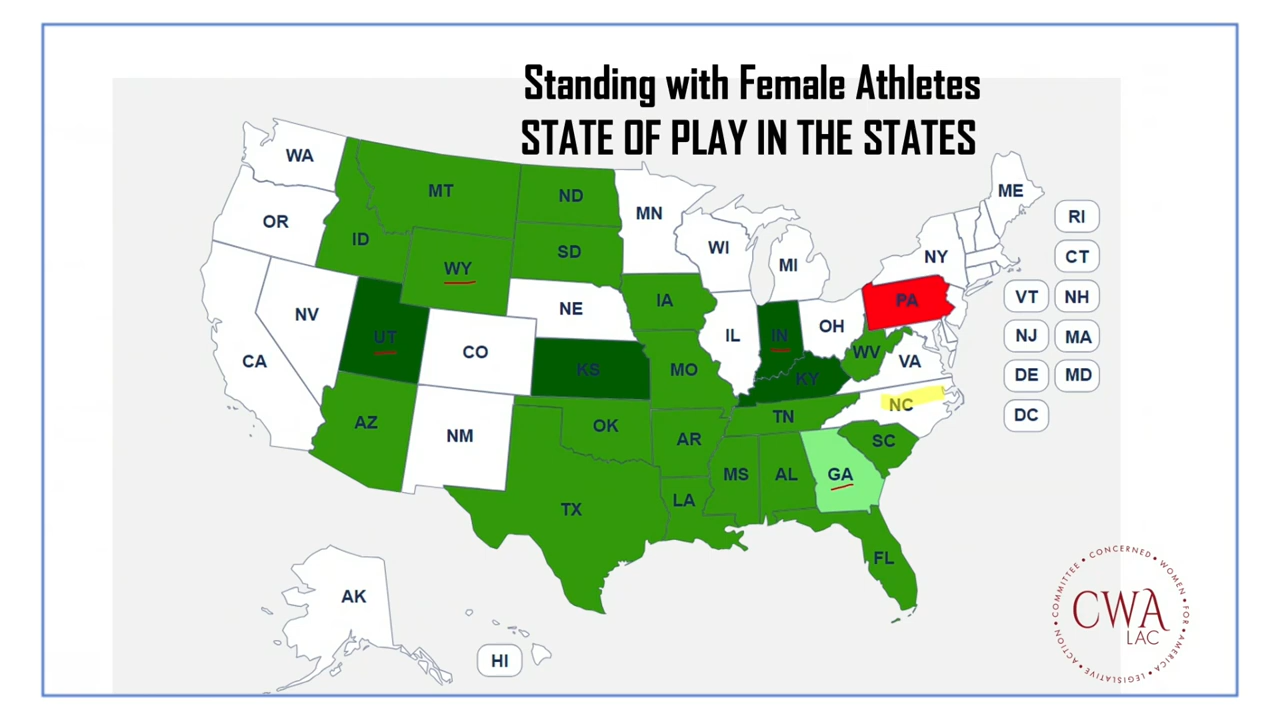 Standing with Female Athletes
STATE OF PLAY IN THE STATES
WA
MT
ND
MN
ME
OR
ID
WY
SD
WI
MI
NY
RI
CT
NV
UT
NE
IA
IL
IN
OH
PA
VT
NH
CA
CO
KS
MO
KY
WV
VA
NJ
MA
DE
MD
AZ
NM
OK
AR
TN
NC
DC
TX
LA
MS
AL
GA
SC
FL
AK
HI
CWA
LAC
CONCERNED • WOMEN • FOR • AMERICA • LEGISLATIVE • ACTION • COMMITTEE •